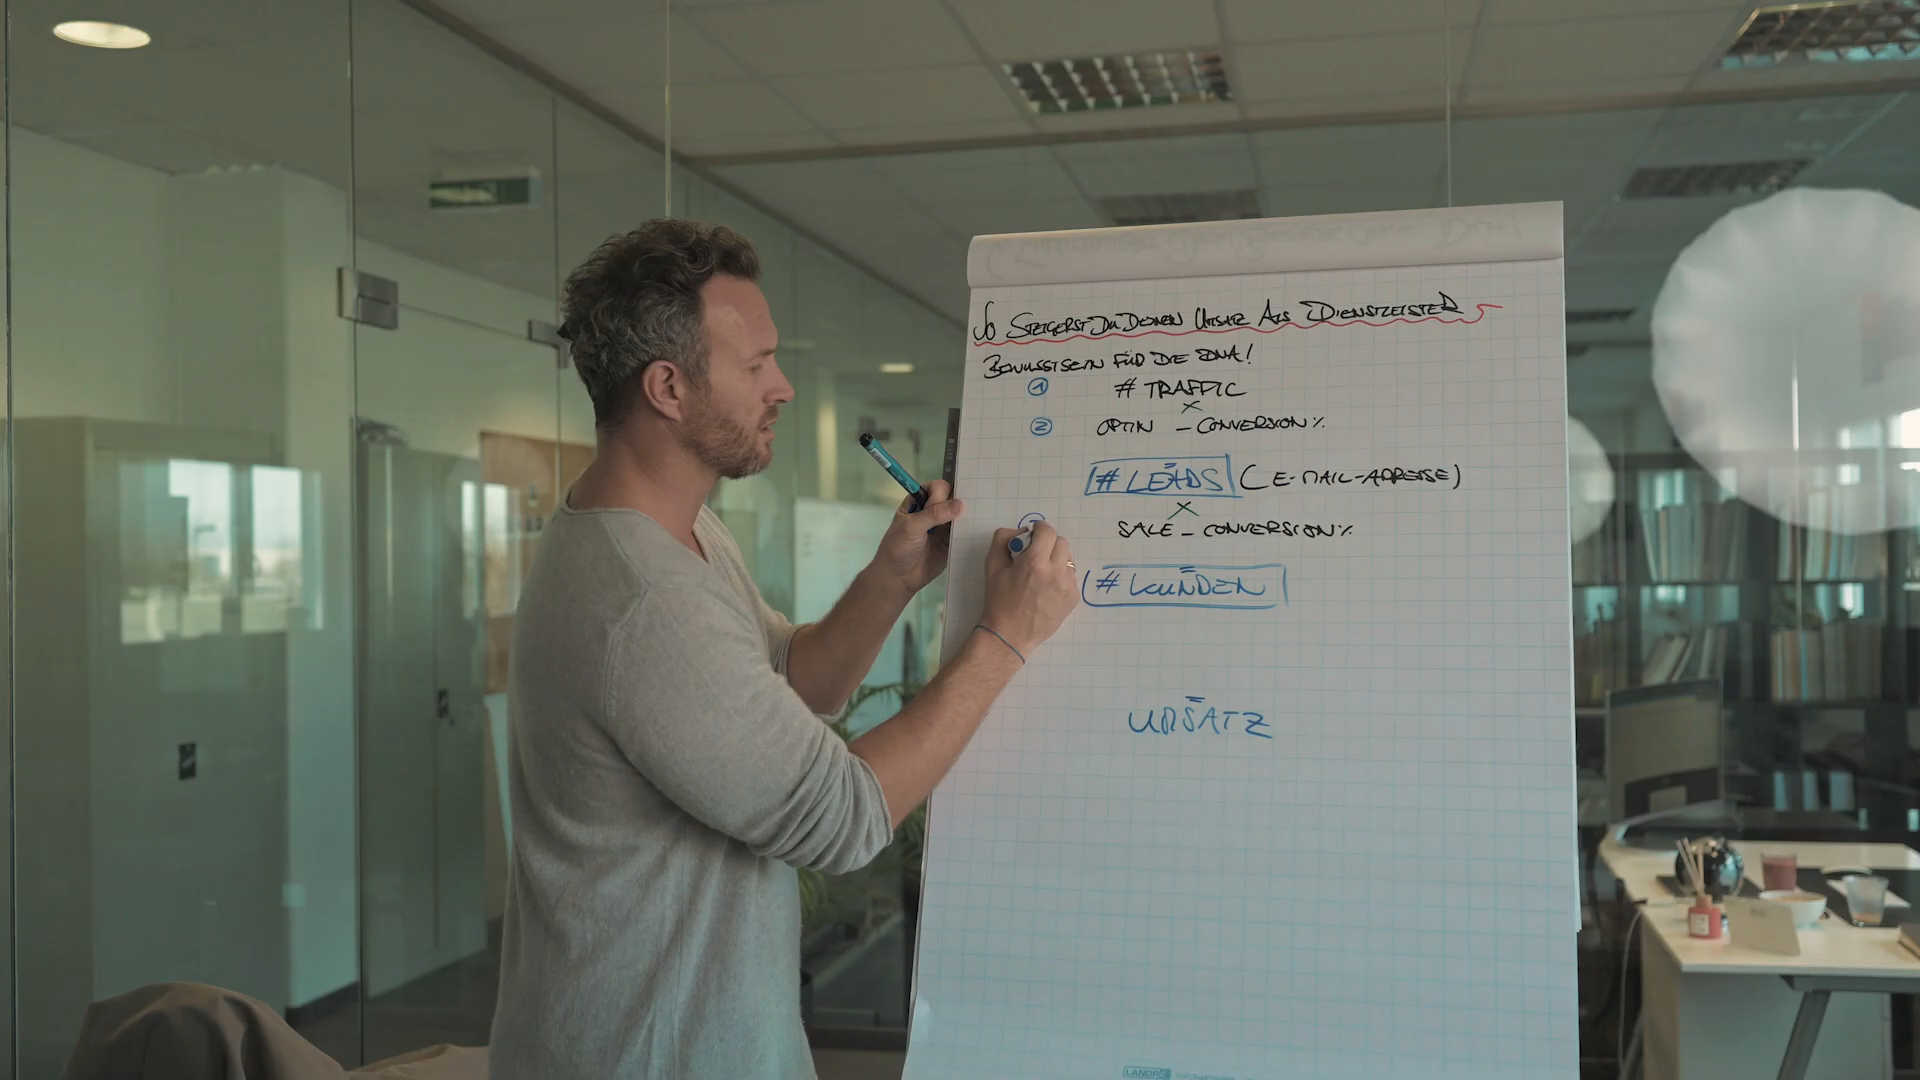 So STEIGERST DU DEINEN UMSATZ ALS DIENSTLEISTER
BEWUSSTSEIN FÜR DIE DNA!
1 # TRAFFIC
x
2 OPTIN - CONVERSION %
=
# LEADS (E-MAIL-ADRESSE)
x
SALE - CONVERSION %
=
# KUNDEN
=
UMSATZ
LANDRÉ